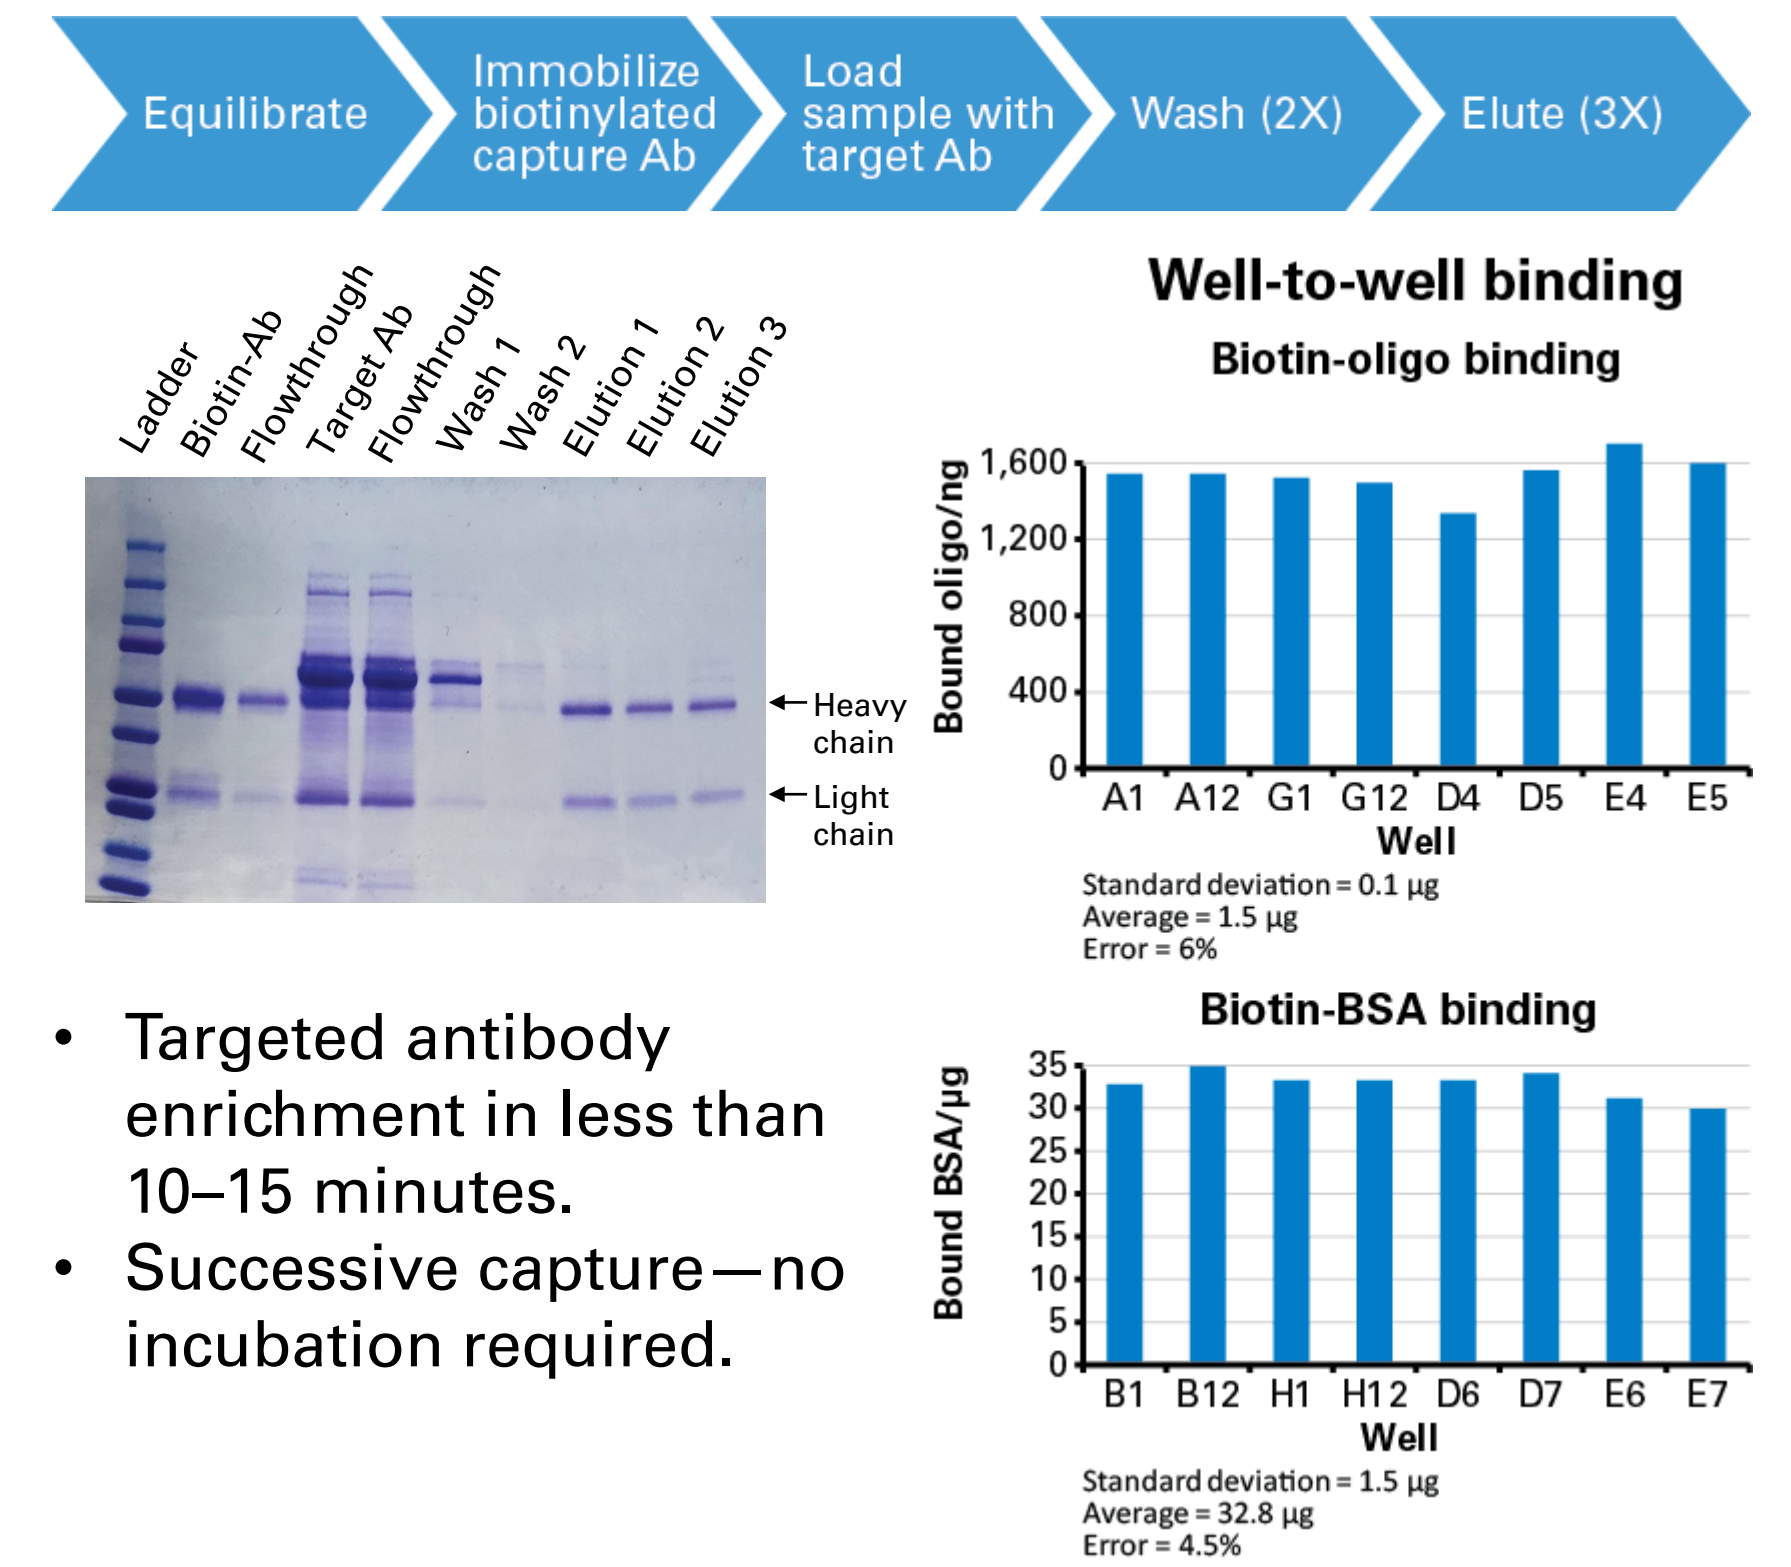 Equilibrate
Immobilize
biotinylated
capture Ab
Load
sample with
target Ab
Wash (2X)
Elute (3X)
Ladder
Biotin-Ab
Flowthrough
Target Ab
Flowthrough
Wash 1
Wash 2
Elution 1
Elution 2
Elution 3
Heavy
chain
Light
chain
• Targeted antibody
enrichment in less than
10–15 minutes.
• Successive capture—no
incubation required.
Well-to-well binding
Biotin-oligo binding
Bound oligo/ng
1,600
1,200
800
400
0
A1 A12 G1 G12 D4 D5 E4 E5
Well
Standard deviation = 0.1 µg
Average = 1.5 µg
Error = 6%
Biotin-BSA binding
Bound BSA/µg
35
30
25
20
15
10
5
0
B1 B12 H1 H12 D6 D7 E6 E7
Well
Standard deviation = 1.5 µg
Average = 32.8 µg
Error = 4.5%